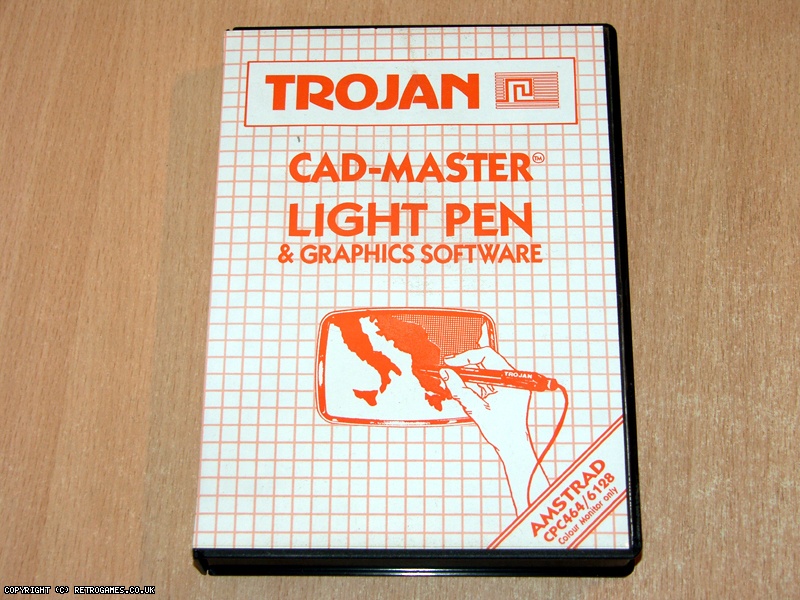 TROJAN
CAD-MASTER™
LIGHT PEN
& GRAPHICS SOFTWARE
TROJAN
AMSTRAD
CPC464/6128
Colour Monitor only
COPYRIGHT (C) RETROGAMES.CO.UK